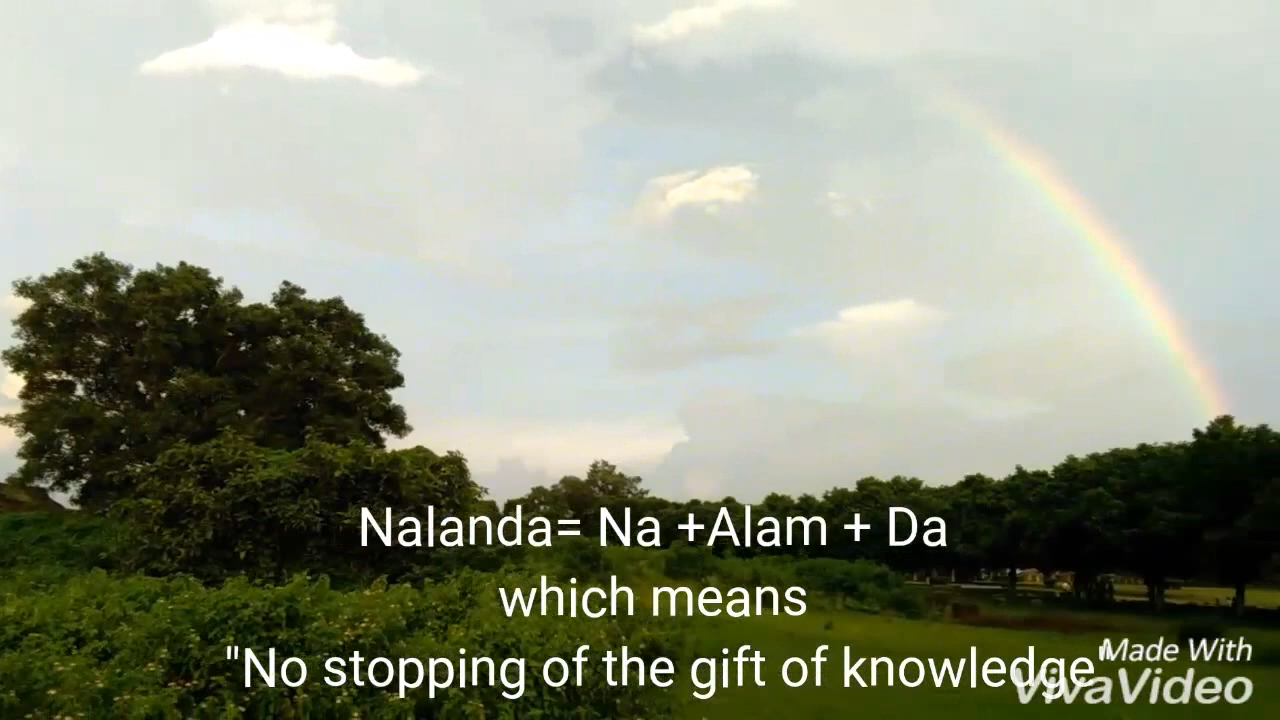 Nalanda= Na +Alam + Da
which means
"No stopping of the gift of knowledge"
Made With
VivaVideo